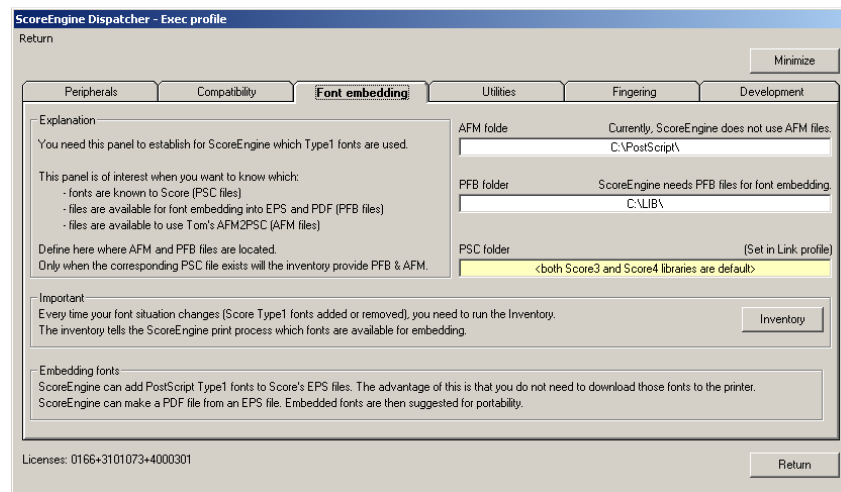 ScoreEngine Dispatcher - Exec profile
Return
Minimize
Peripherals
Compatibility
Font embedding
Utilities
Fingering
Development
Explanation
You need this panel to establish for ScoreEngine which Type1 fonts are used.
This panel is of interest when you want to know which:
- fonts are known to Score (PSC files)
- files are available for font embedding into EPS and PDF (PFB files)
- files are available to use Tom's AFM2PSC (AFM files)
Define here where AFM and PFB files are located.
Only when the corresponding PSC file exists will the inventory provide PFB & AFM.
AFM folde Currently, ScoreEngine does not use AFM files.
C:\PostScript\
PFB folder ScoreEngine needs PFB files for font embedding.
C:\LIB\
PSC folder (Set in Link profile)
<both Score3 and Score4 libraries are default>
Important
Every time your font situation changes (Score Type1 fonts added or removed), you need to run the Inventory.
The inventory tells the ScoreEngine print process which fonts are available for embedding.
Inventory
Embedding fonts
ScoreEngine can add PostScript Type1 fonts to Score's EPS files. The advantage of this is that you do not need to download those fonts to the printer.
ScoreEngine can make a PDF file from an EPS file. Embedded fonts are then suggested for portability.
Licenses: 0166+3101073+4000301
Return